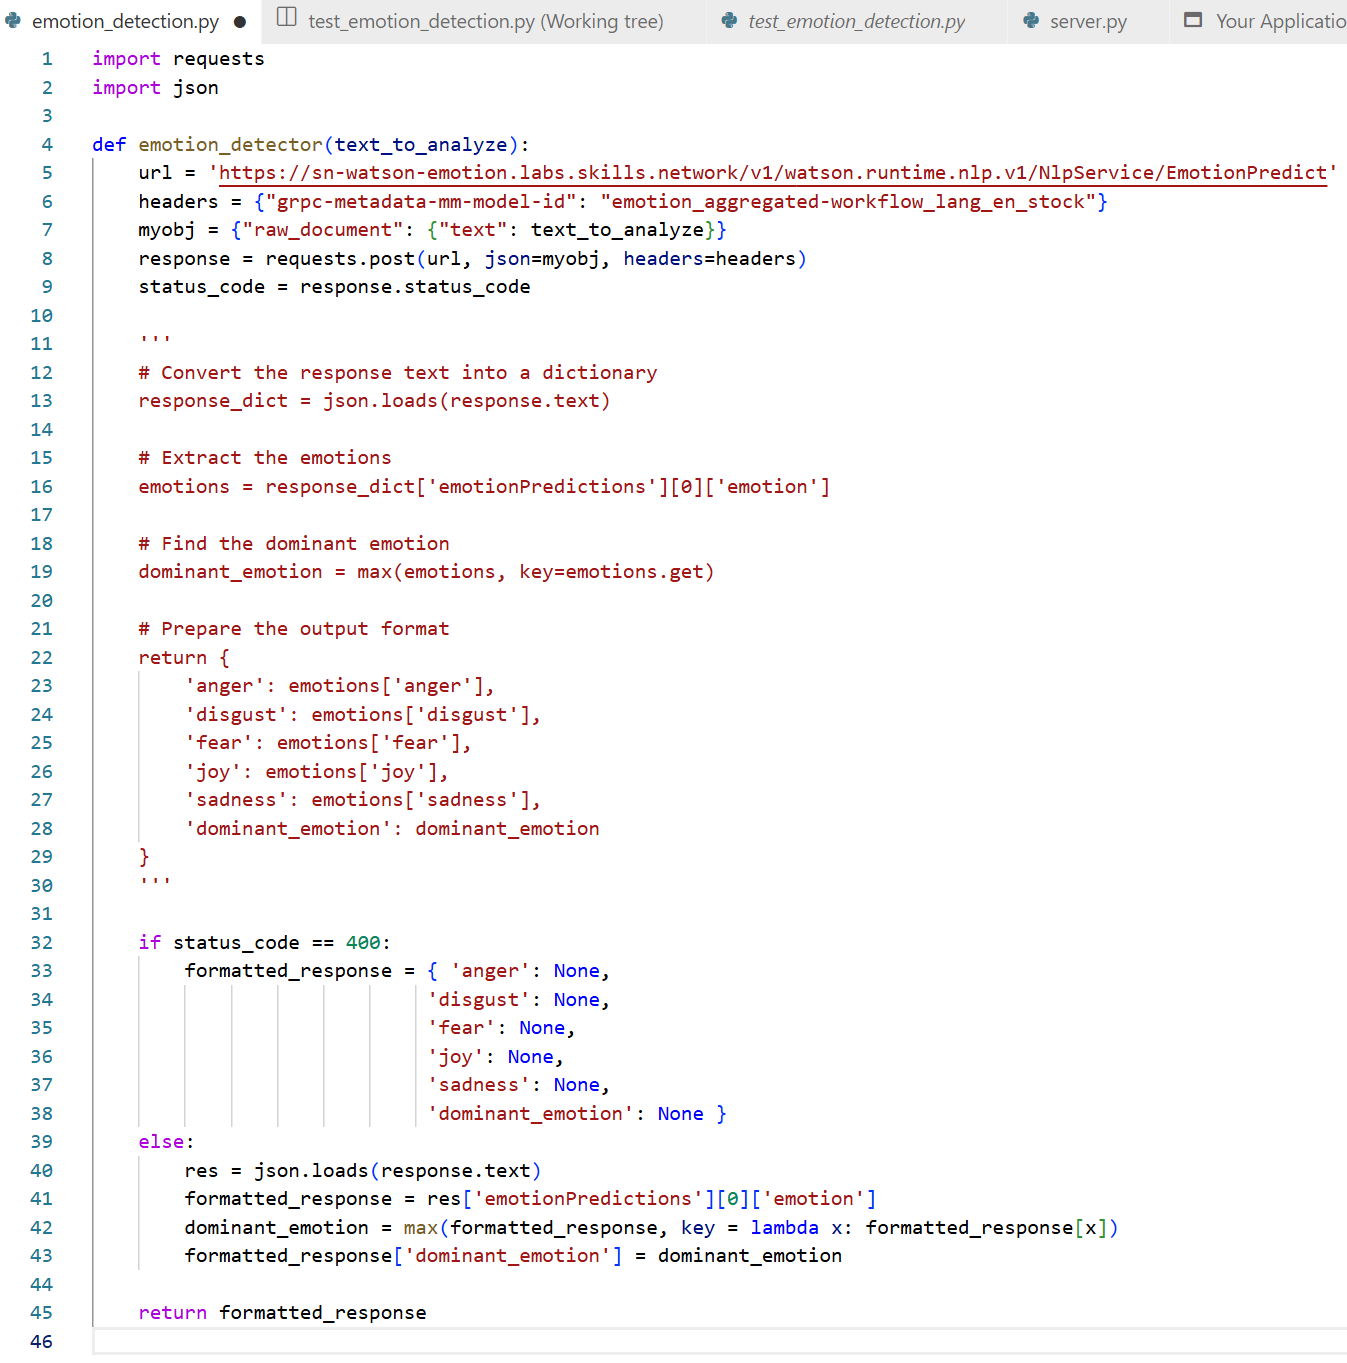 emotion_detection.py ● test_emotion_detection.py (Working tree) test_emotion_detection.py server.py Your Applicatio
1 import requests
2 import json
3
4 def emotion_detector(text_to_analyze):
5     url = 'https://sn-watson-emotion.labs.skills.network/v1/watson.runtime.nlp.v1/NlpService/EmotionPredict'
6     headers = {"grpc-metadata-mm-model-id": "emotion_aggregated-workflow_lang_en_stock"}
7     myobj = {"raw_document": {"text": text_to_analyze}}
8     response = requests.post(url, json=myobj, headers=headers)
9     status_code = response.status_code
10
11     '''
12     # Convert the response text into a dictionary
13     response_dict = json.loads(response.text)
14
15     # Extract the emotions
16     emotions = response_dict['emotionPredictions'][0]['emotion']
17
18     # Find the dominant emotion
19     dominant_emotion = max(emotions, key=emotions.get)
20
21     # Prepare the output format
22     return {
23         'anger': emotions['anger'],
24         'disgust': emotions['disgust'],
25         'fear': emotions['fear'],
26         'joy': emotions['joy'],
27         'sadness': emotions['sadness'],
28         'dominant_emotion': dominant_emotion
29     }
30     '''
31
32     if status_code == 400:
33         formatted_response = { 'anger': None,
34                              'disgust': None,
35                              'fear': None,
36                              'joy': None,
37                              'sadness': None,
38                              'dominant_emotion': None }
39     else:
40         res = json.loads(response.text)
41         formatted_response = res['emotionPredictions'][0]['emotion']
42         dominant_emotion = max(formatted_response, key = lambda x: formatted_response[x])
43         formatted_response['dominant_emotion'] = dominant_emotion
44
45     return formatted_response
46